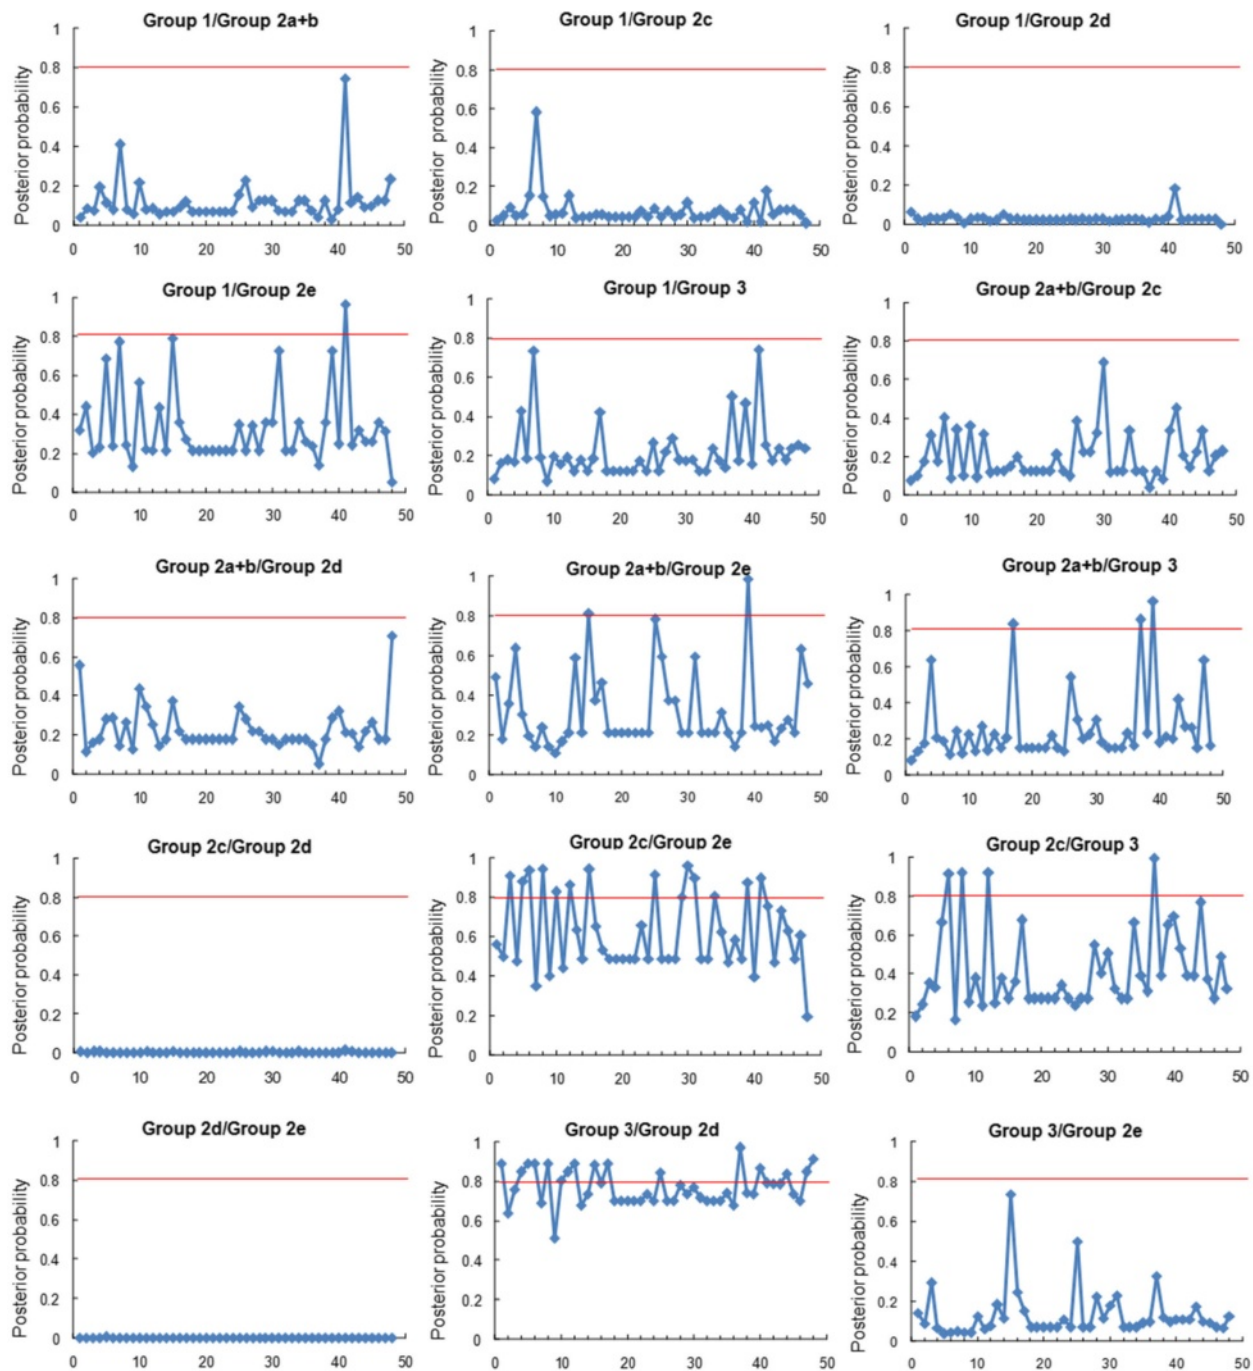 Group 1/Group 2a+b
Posterior probability
1
0.8
0.6
0.4
0.2
0
0 10 20 30 40 50
Group 1/Group 2c
Posterior probability
1
0.8
0.6
0.4
0.2
0
0 10 20 30 40 50
Group 1/Group 2d
Posterior probability
1
0.8
0.6
0.4
0.2
0
0 10 20 30 40 50
Group 1/Group 2e
Posterior probability
1
0.8
0.6
0.4
0.2
0
0 10 20 30 40 50
Group 1/Group 3
Posterior probability
1
0.8
0.6
0.4
0.2
0
0 10 20 30 40 50
Group 2a+b/Group 2c
Posterior probability
1
0.8
0.6
0.4
0.2
0
0 10 20 30 40 50
Group 2a+b/Group 2d
Posterior probability
1
0.8
0.6
0.4
0.2
0
0 10 20 30 40 50
Group 2a+b/Group 2e
Posterior probability
1
0.8
0.6
0.4
0.2
0
0 10 20 30 40 50
Group 2a+b/Group 3
Posterior probability
1
0.8
0.6
0.4
0.2
0
0 10 20 30 40 50
Group 2c/Group 2d
Posterior probability
1
0.8
0.6
0.4
0.2
0
0 10 20 30 40 50
Group 2c/Group 2e
Posterior probability
1
0.8
0.6
0.4
0.2
0
0 10 20 30 40 50
Group 2c/Group 3
Posterior probability
1
0.8
0.6
0.4
0.2
0
0 10 20 30 40 50
Group 2d/Group 2e
Posterior probability
1
0.8
0.6
0.4
0.2
0
0 10 20 30 40 50
Group 3/Group 2d
Posterior probability
1
0.8
0.6
0.4
0.2
0
0 10 20 30 40 50
Group 3/Group 2e
Posterior probability
1
0.8
0.6
0.4
0.2
0
0 10 20 30 40 50